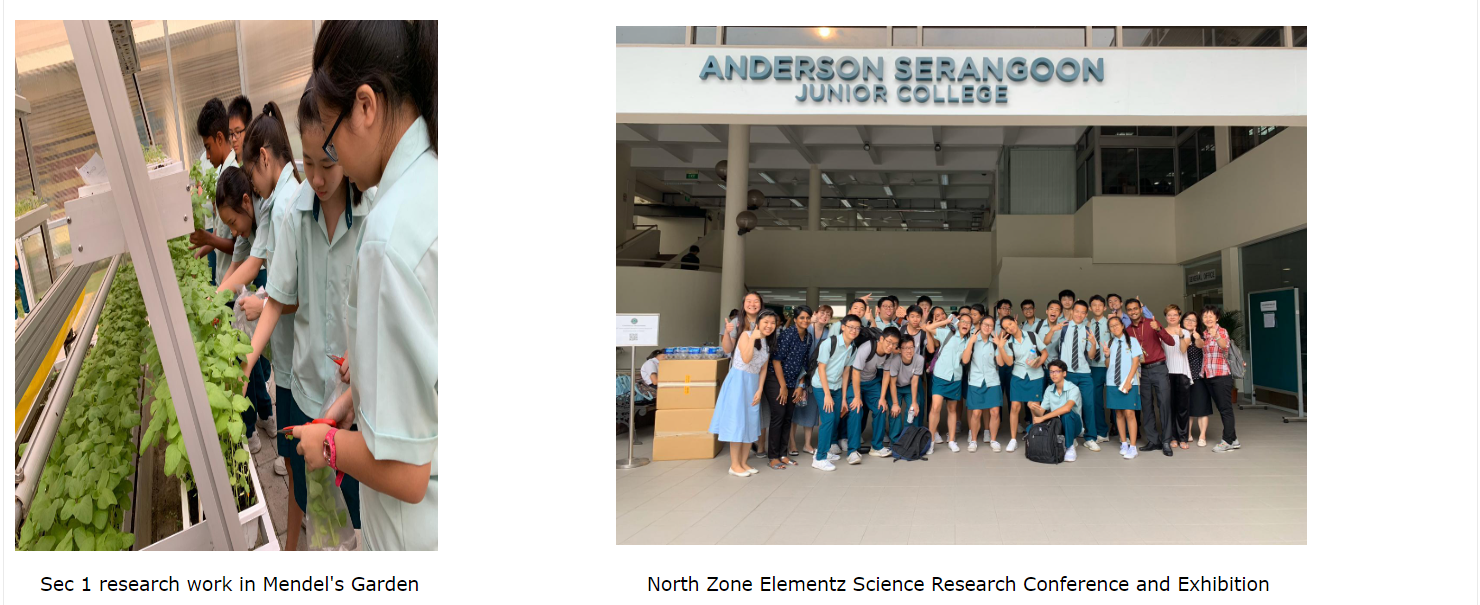 ANDERSON SERANGOON
JUNIOR COLLEGE
Sec 1 research work in Mendel's Garden
North Zone Elementz Science Research Conference and Exhibition